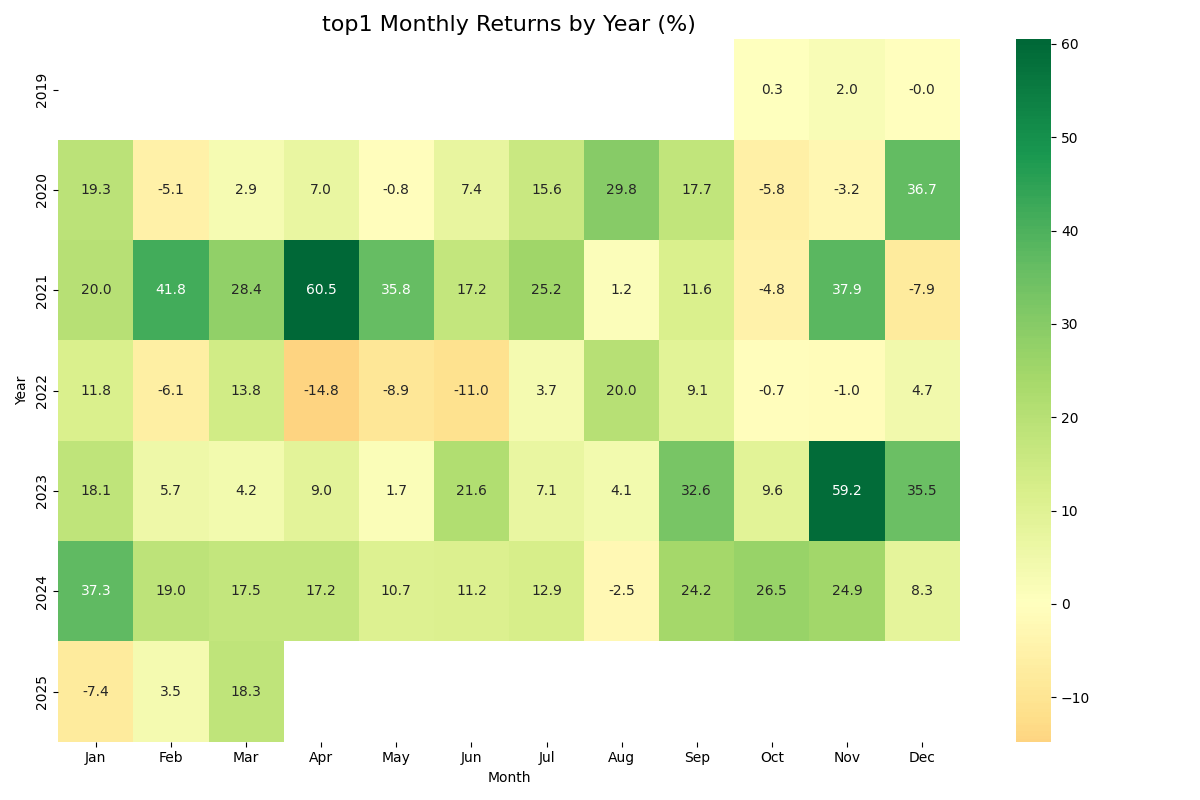 top1 Monthly Returns by Year (%)
2019 0.3 2.0 -0.0
2020 19.3 -5.1 2.9 7.0 -0.8 7.4 15.6 29.8 17.7 -5.8 -3.2 36.7
2021 20.0 41.8 28.4 60.5 35.8 17.2 25.2 1.2 11.6 -4.8 37.9 -7.9
Year
2022 11.8 -6.1 13.8 -14.8 -8.9 -11.0 3.7 20.0 9.1 -0.7 -1.0 4.7
2023 18.1 5.7 4.2 9.0 1.7 21.6 7.1 4.1 32.6 9.6 59.2 35.5
2024 37.3 19.0 17.5 17.2 10.7 11.2 12.9 -2.5 24.2 26.5 24.9 8.3
2025 -7.4 3.5 18.3
Jan Feb Mar Apr May Jun Jul Aug Sep Oct Nov Dec
Month
60
50
40
30
20
10
0
−10